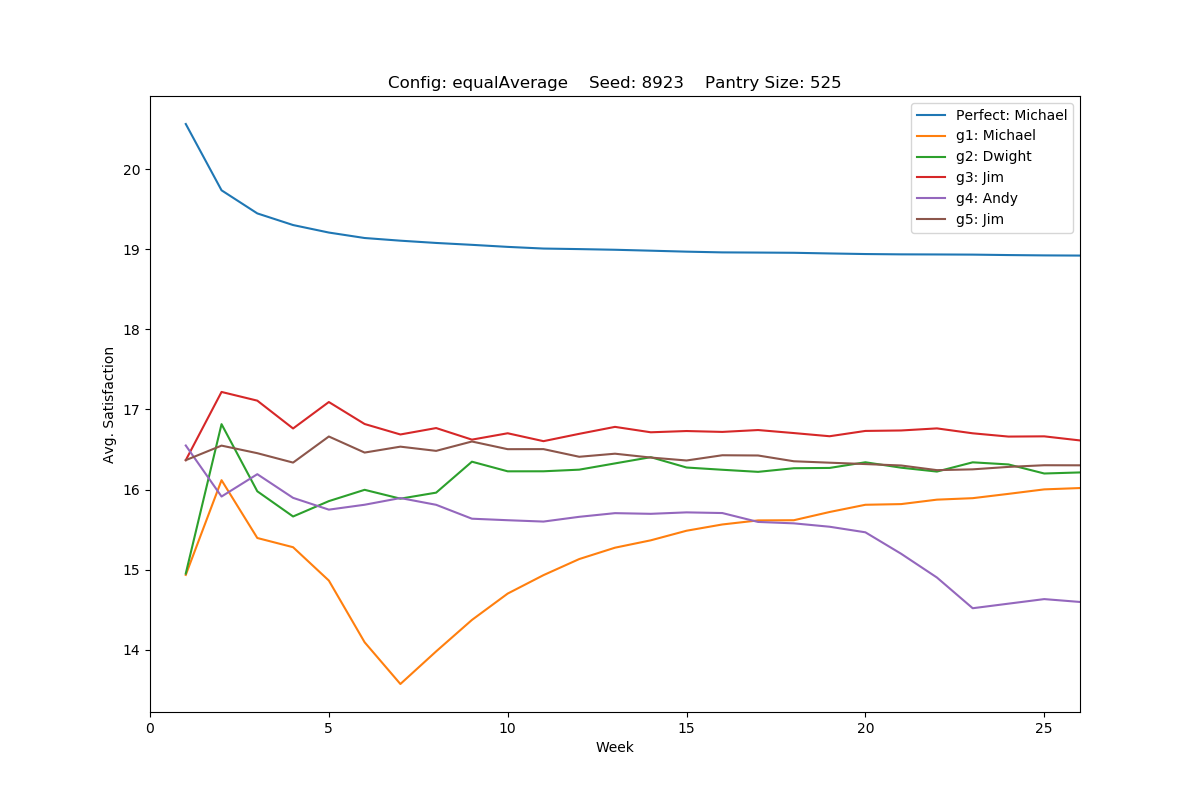 Config: equalAverage    Seed: 8923    Pantry Size: 525
Perfect: Michael
g1: Michael
g2: Dwight
g3: Jim
g4: Andy
g5: Jim
20
19
18
17
16
15
14
Avg. Satisfaction
0 5 10 15 20 25
Week